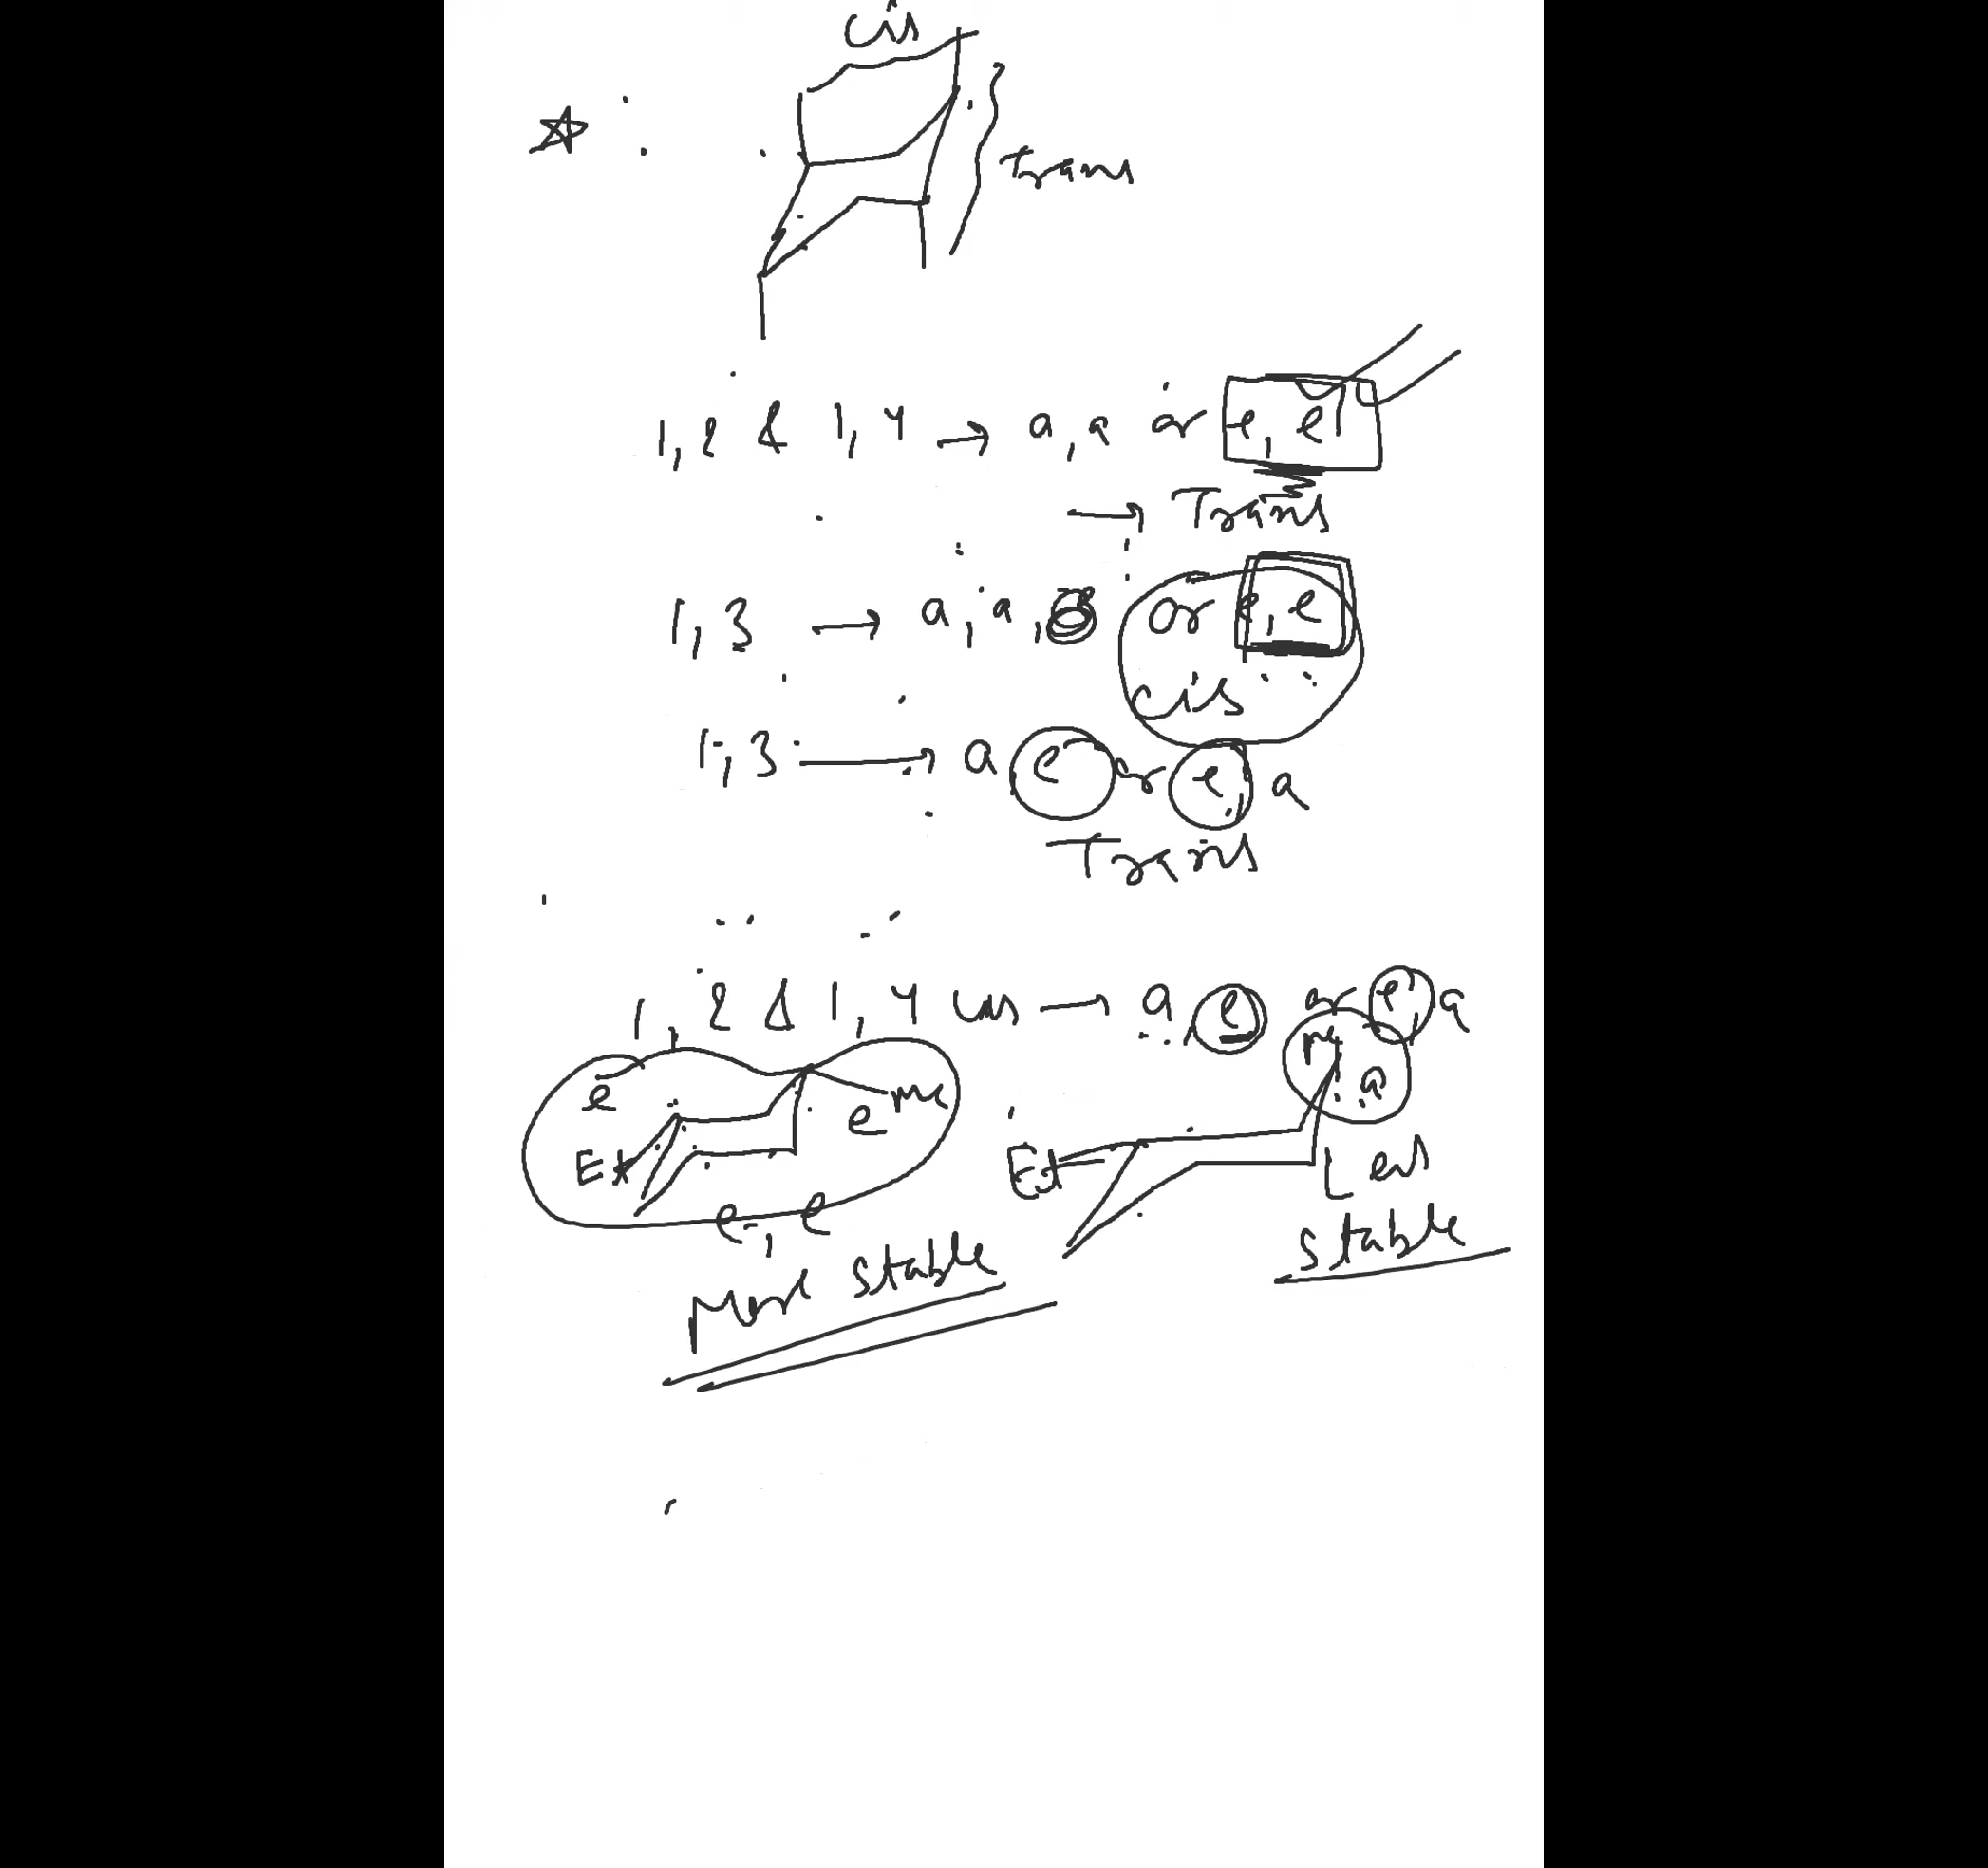 cis
Trans
1,2 & 1,4 → a,a or e,e
→ Trans
1,3 → a,a, or e,e
cis
1,3 → a e or e, a
Trans
1,2 & 1,4 cis → a, e or e, a
e e Me Me, a
Et Et
e, e Less
More stable stable